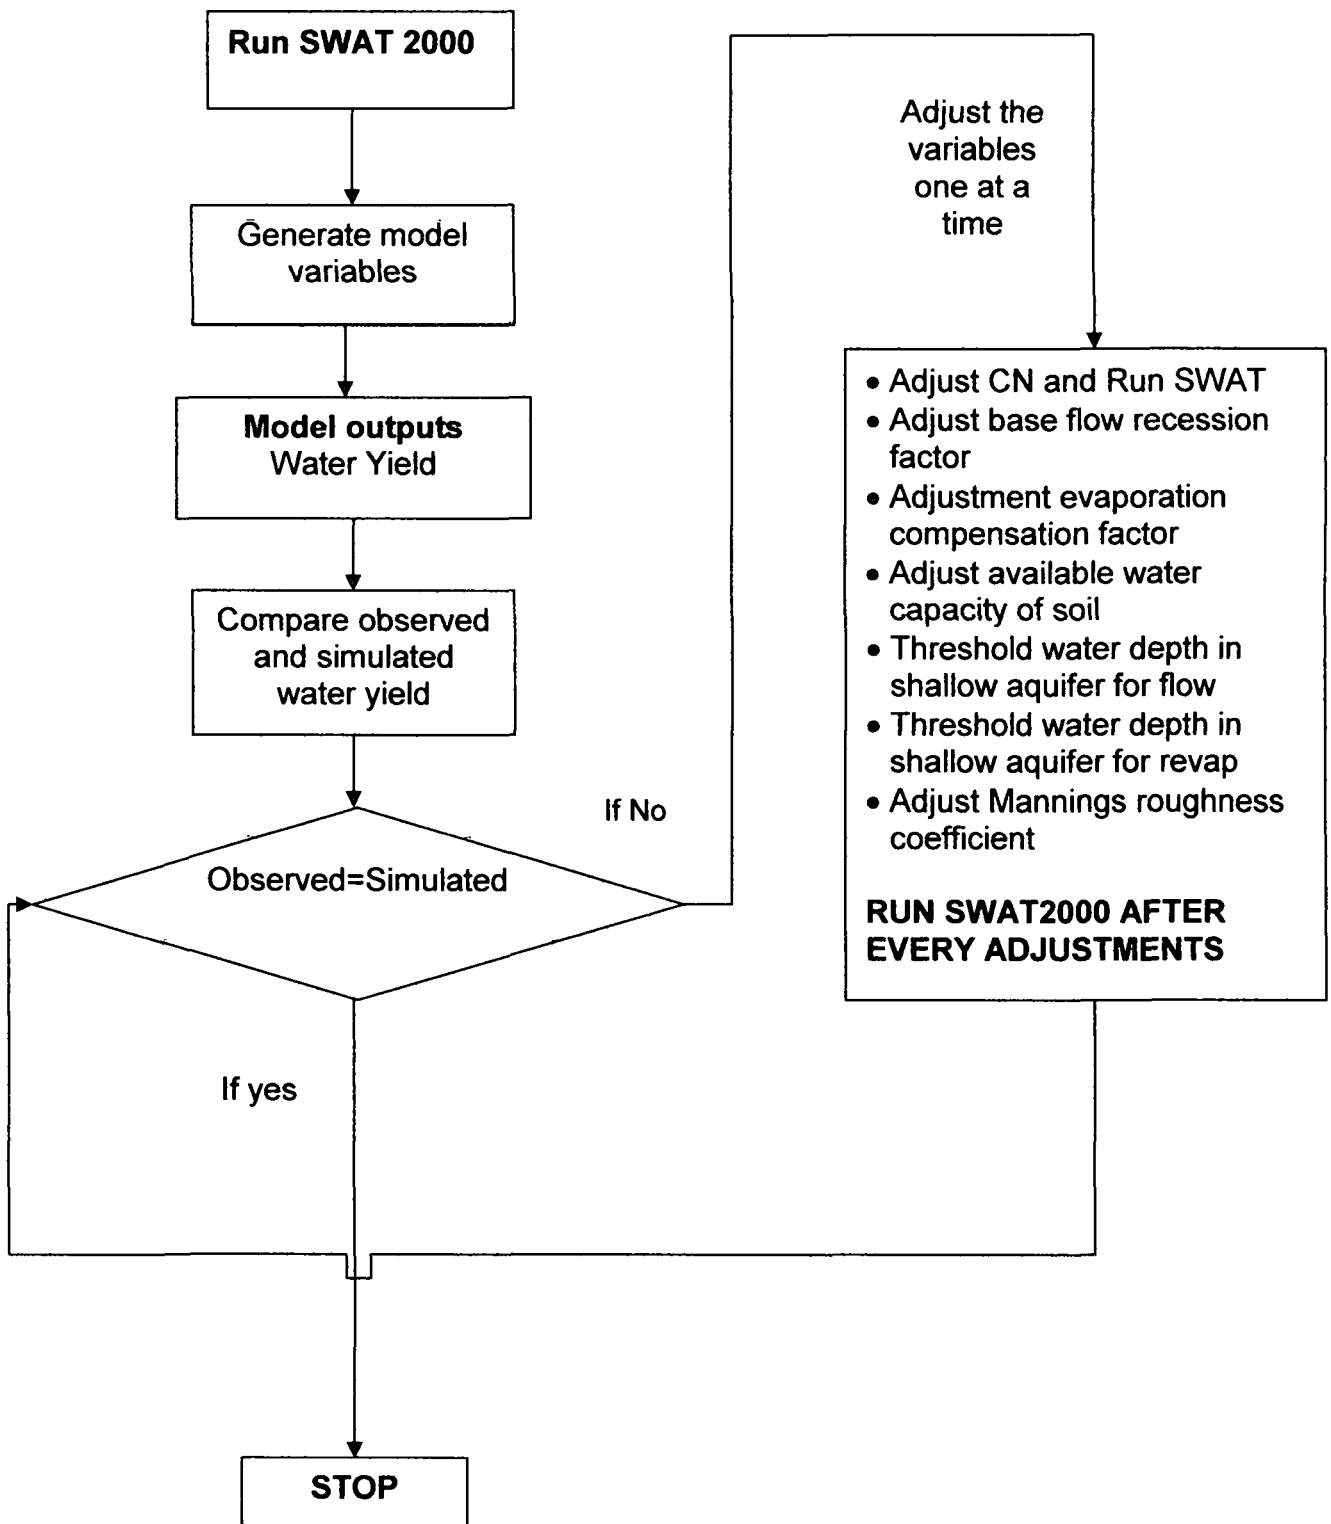 Run SWAT 2000
Generate model
variables
Model outputs
Water Yield
Compare observed
and simulated
water yield
Observed=Simulated
If No
If yes
STOP
Adjust the
variables
one at a
time
• Adjust CN and Run SWAT
• Adjust base flow recession
factor
• Adjustment evaporation
compensation factor
• Adjust available water
capacity of soil
• Threshold water depth in
shallow aquifer for flow
• Threshold water depth in
shallow aquifer for revap
• Adjust Mannings roughness
coefficient
RUN SWAT2000 AFTER
EVERY ADJUSTMENTS